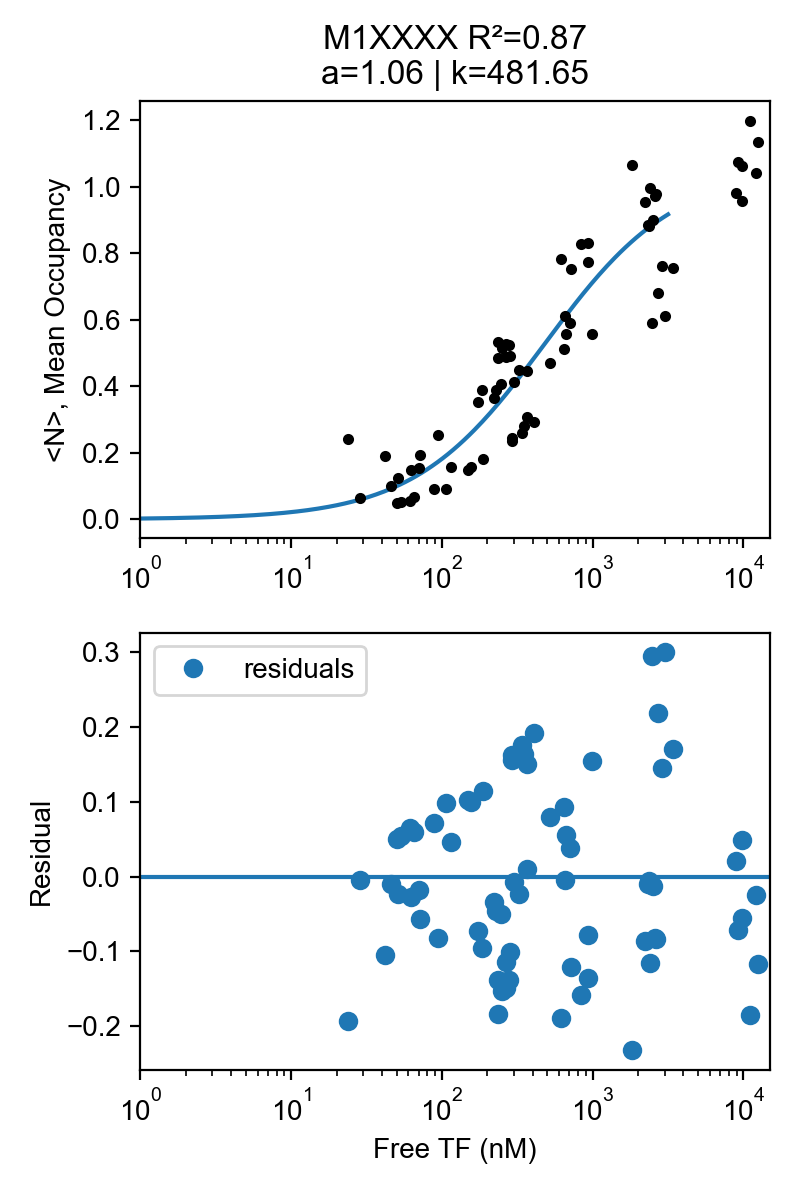 M1XXXX R²=0.87
a=1.06 | k=481.65
<N>, Mean Occupancy
1.2
1.0
0.8
0.6
0.4
0.2
0.0
10⁰ 10¹ 10² 10³ 10⁴
residuals
Residual
0.3
0.2
0.1
0.0
−0.1
−0.2
10⁰ 10¹ 10² 10³ 10⁴
Free TF (nM)